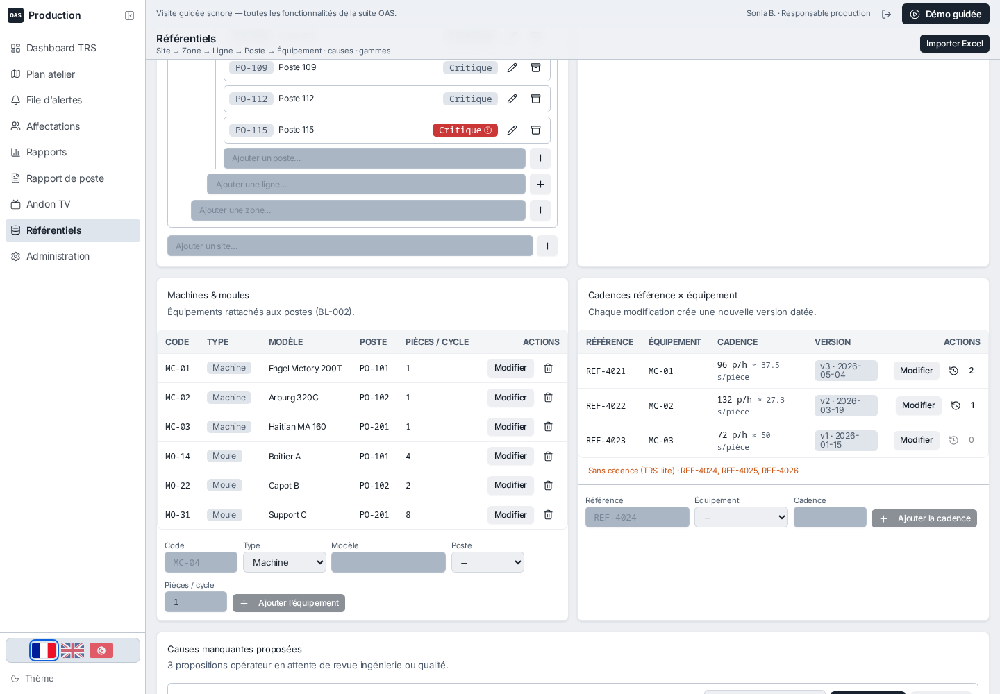 OAS Production
Dashboard TRS
Plan atelier
File d'alertes
Affectations
Rapports
Rapport de poste
Andon TV
Référentiels
Administration
Thème
Visite guidée sonore — toutes les fonctionnalités de la suite OAS.
Sonia B. · Responsable production
Démo guidée
Référentiels
Site → Zone → Ligne → Poste → Équipement · causes · gammes
Importer Excel
PO-109 Poste 109 Critique
PO-112 Poste 112 Critique
PO-115 Poste 115 Critique
Ajouter un poste...
Ajouter une ligne...
Ajouter une zone...
Ajouter un site...
Machines & moules
Équipements rattachés aux postes (BL-002).
CODE TYPE MODÈLE POSTE PIÈCES / CYCLE ACTIONS
MC-01 Machine Engel Victory 200T PO-101 1 Modifier
MC-02 Machine Arburg 320C PO-102 1 Modifier
MC-03 Machine Haitian MA 160 PO-201 1 Modifier
MO-14 Moule Boitier A PO-101 4 Modifier
MO-22 Moule Capot B PO-102 2 Modifier
MO-31 Moule Support C PO-201 8 Modifier
Code Type Modèle Poste
MC-04 Machine —
Pièces / cycle
1 Ajouter l'équipement
Cadences référence × équipement
Chaque modification crée une nouvelle version datée.
RÉFÉRENCE ÉQUIPEMENT CADENCE VERSION ACTIONS
REF-4021 MC-01 96 p/h ≈ 37.5 s/pièce v3 · 2026-05-04 Modifier 2
REF-4022 MC-02 132 p/h ≈ 27.3 s/pièce v2 · 2026-03-19 Modifier 1
REF-4023 MC-03 72 p/h ≈ 50 s/pièce v1 · 2026-01-15 Modifier 0
Sans cadence (TRS-lite) : REF-4024, REF-4025, REF-4026
Référence Équipement Cadence
REF-4024 — Ajouter la cadence
Causes manquantes proposées
3 propositions opérateur en attente de revue ingénierie ou qualité.